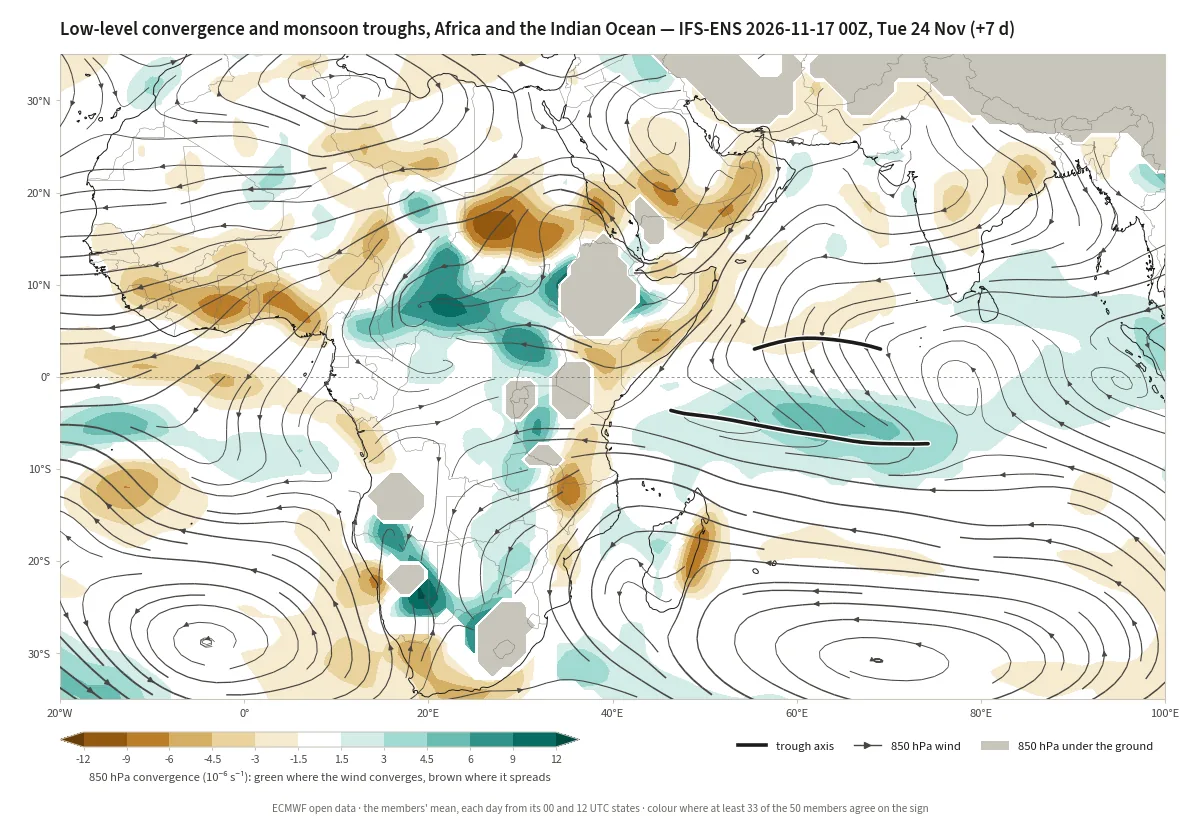 Low-level convergence and monsoon troughs, Africa and the Indian Ocean — IFS-ENS 2026-11-17 00Z, Tue 24 Nov (+7 d)
30°N
20°N
10°N
0°
10°S
20°S
30°S
20°W 0° 20°E 40°E 60°E 80°E 100°E
-12 -9 -6 -4.5 -3 -1.5 1.5 3 4.5 6 9 12
850 hPa convergence (10⁻⁶ s⁻¹): green where the wind converges, brown where it spreads
trough axis 850 hPa wind 850 hPa under the ground
ECMWF open data · the members' mean, each day from its 00 and 12 UTC states · colour where at least 33 of the 50 members agree on the sign